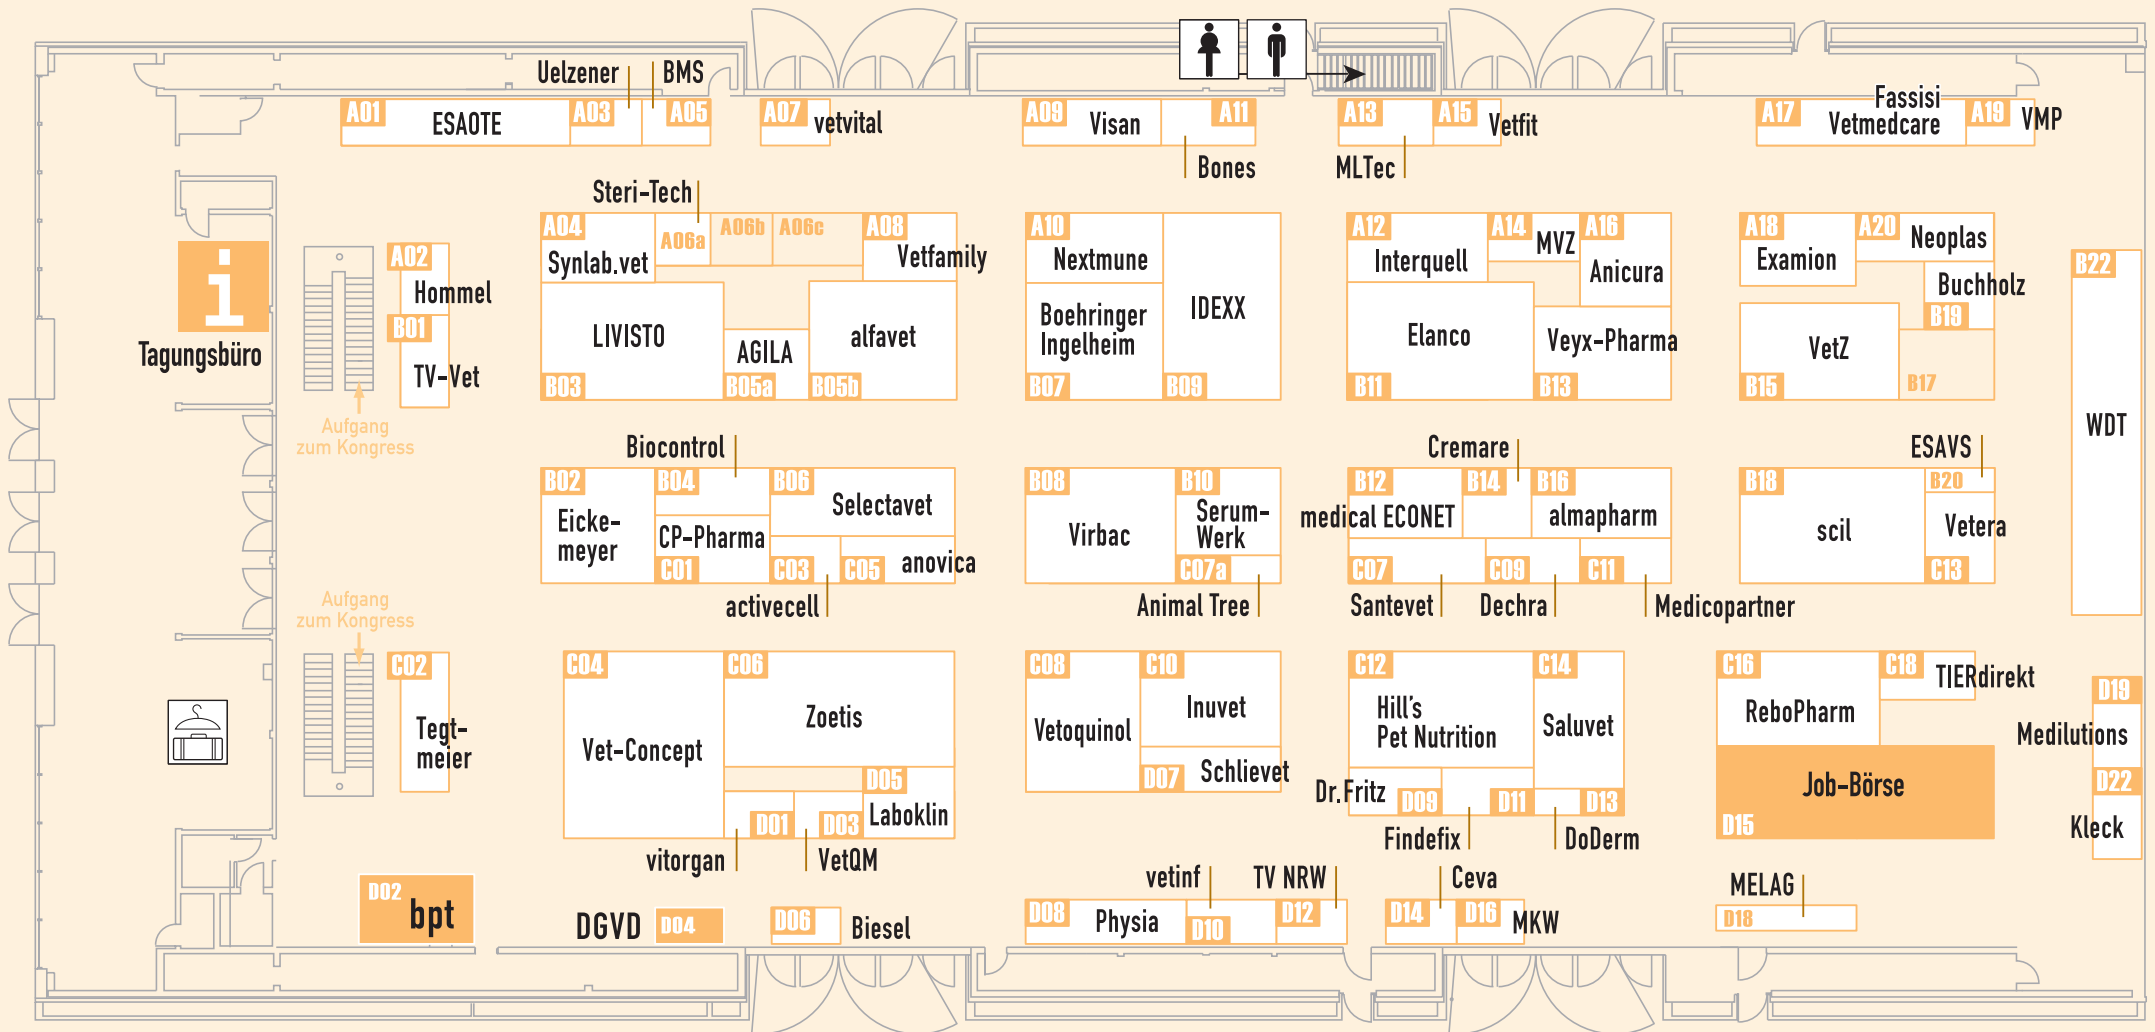 Uelzener
BMS
A01
ESAOTE
A03
A05
A07
vetvital
A09
Visan
A11
Bones
A13
MLTec
A15
Vetfit
A17
Fassisi
Vetmedcare
A19
VMP
Steri-Tech
A04
Synlab.vet
A06a
A06b
A06c
A08
Vetfamily
A10
Nextmune
IDEXX
A12
Interquell
A14
MVZ
A16
Anicura
A18
Examion
A20
Neoplas
Buchholz
B19
B22
WDT
i
Tagungsbüro
A02
Hommel
B01
TV-Vet
Aufgang
zum Kongress
LIVISTO
B03
AGILA
B05a
alfavet
B05b
Boehringer
Ingelheim
B07
B09
Elanco
B11
Veyx-Pharma
B13
VetZ
B15
B17
Biocontrol
Cremare
ESAVS
B02
Eicke-
meyer
B04
CP-Pharma
C01
B06
Selectavet
C03
C05
anovica
activecell
B08
Virbac
B10
Serum-
Werk
C07a
Animal Tree
B12
medical ECONET
B14
B16
almapharm
C07
Santevet
C09
Dechra
C11
Medicopartner
B18
scil
B20
Vetera
C13
Aufgang
zum Kongress
C02
Tegt-
meier
C04
Vet-Concept
C06
Zoetis
D05
Laboklin
D01
D03
vitorgan
VetQM
C08
Vetoquinol
C10
Inuvet
D07
Schlievet
C12
Hill's
Pet Nutrition
C14
Saluvet
Dr.Fritz
D09
D11
D13
Findefix
DoDerm
C16
ReboPharm
C18
TIERdirekt
Job-Börse
D15
D19
Medilutions
D22
Kleck
D02
bpt
DGVD
D04
D06
Biesel
vetinf
TV NRW
D08
Physia
D10
D12
Ceva
D14
D16
MKW
MELAG
D18